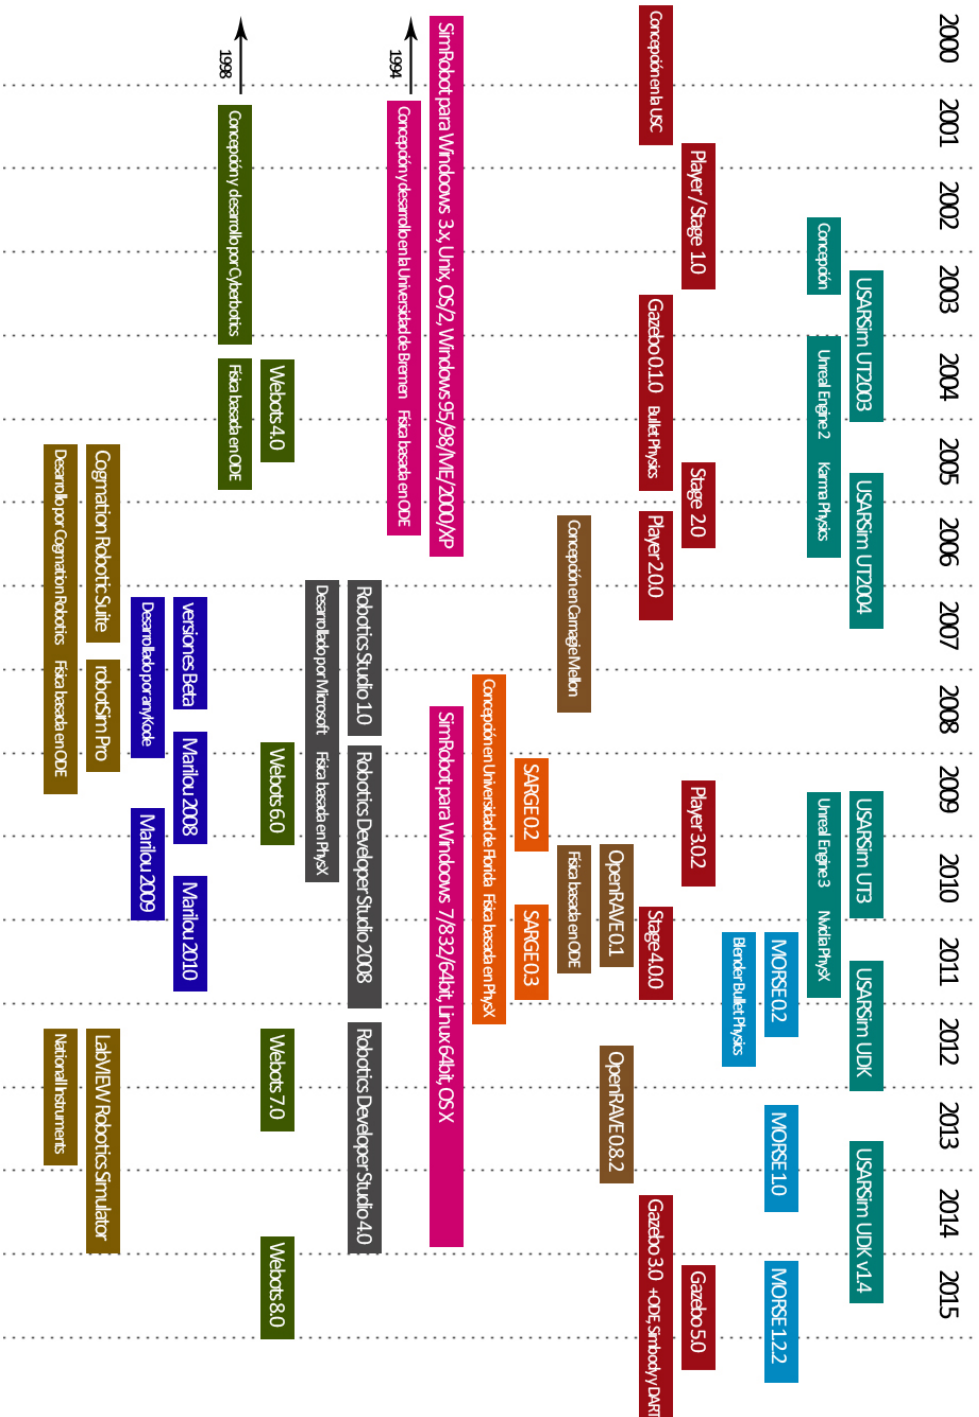 2000
2001
2002
2003
2004
2005
2006
2007
2008
2009
2010
2011
2012
2013
2014
2015
USARSim UT2003
USARSim UT2004
USARSim UT3
USARSim UDK
USARSim UDK v1.4
Concepción
Unreal Engine 2 Karma Physics
Unreal Engine 3 Nvidia PhysX
MORSE 0.2
MORSE 1.0
MORSE 1.2.2
Blender Bullet Physics
Player / Stage 1.0
Stage 2.0
Player 3.0.2
Gazebo 5.0
Concepción en la USC
Gazebo 0.1.0 Bullet Physics
Player 2.0.0
Stage 4.0.0
Gazebo 3.0 +ODE, Simbody y DART
OpenRAVE 0.1
OpenRAVE 0.8.2
Concepción en Carnagie Mellon
Física basada en ODE
SARGE 0.2
SARGE 0.3
Concepción en Universidad de Florida Física basada en PhysX
SimRobot para Windoows 3.x, Unix, OS/2, Windows 95/98/ME/2000/XP
SimRobot para Windoows 7/832/64bit, Linux 64bit, OS X
1994
Concepción y desarrollo en la Universidad de Bremen Física basada en ODE
Robotics Studio 1.0
Robotics Developer Studio 2008
Robotics Developer Studio 4.0
Desarrollado por Microsoft Física basada en PhysX
Webots 4.0
Webots 6.0
Webots 7.0
Webots 8.0
1998
Concepción y desarrollo por Cyberbotics
Física basada en ODE
versiones Beta
Marilou 2008
Marilou 2010
Desarrollado por anyKode
Marilou 2009
Cogmation Robotic Suite
robotSim Pro
LabVIEW Robotics Simulator
Desarrollo por Cogmation Robotics Física basada en ODE
National Instruments